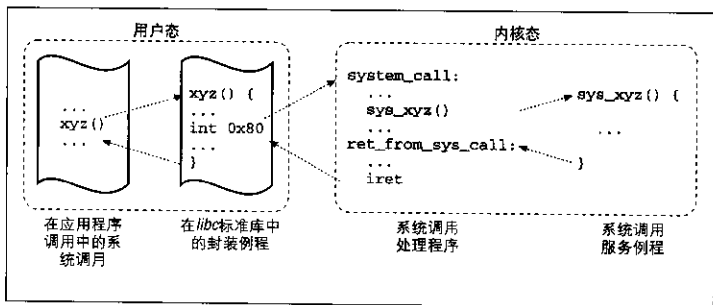 用户态
内核态
...
xyz()
...
xyz() {
...
int 0x80
...
}
system_call:
...
sys_xyz()
...
ret_from_sys_call:
...
iret
sys_xyz() {
...
}
在应用程序
调用中的系
统调用
在libc标准库中
的封装例程
系统调用
处理程序
系统调用
服务例程